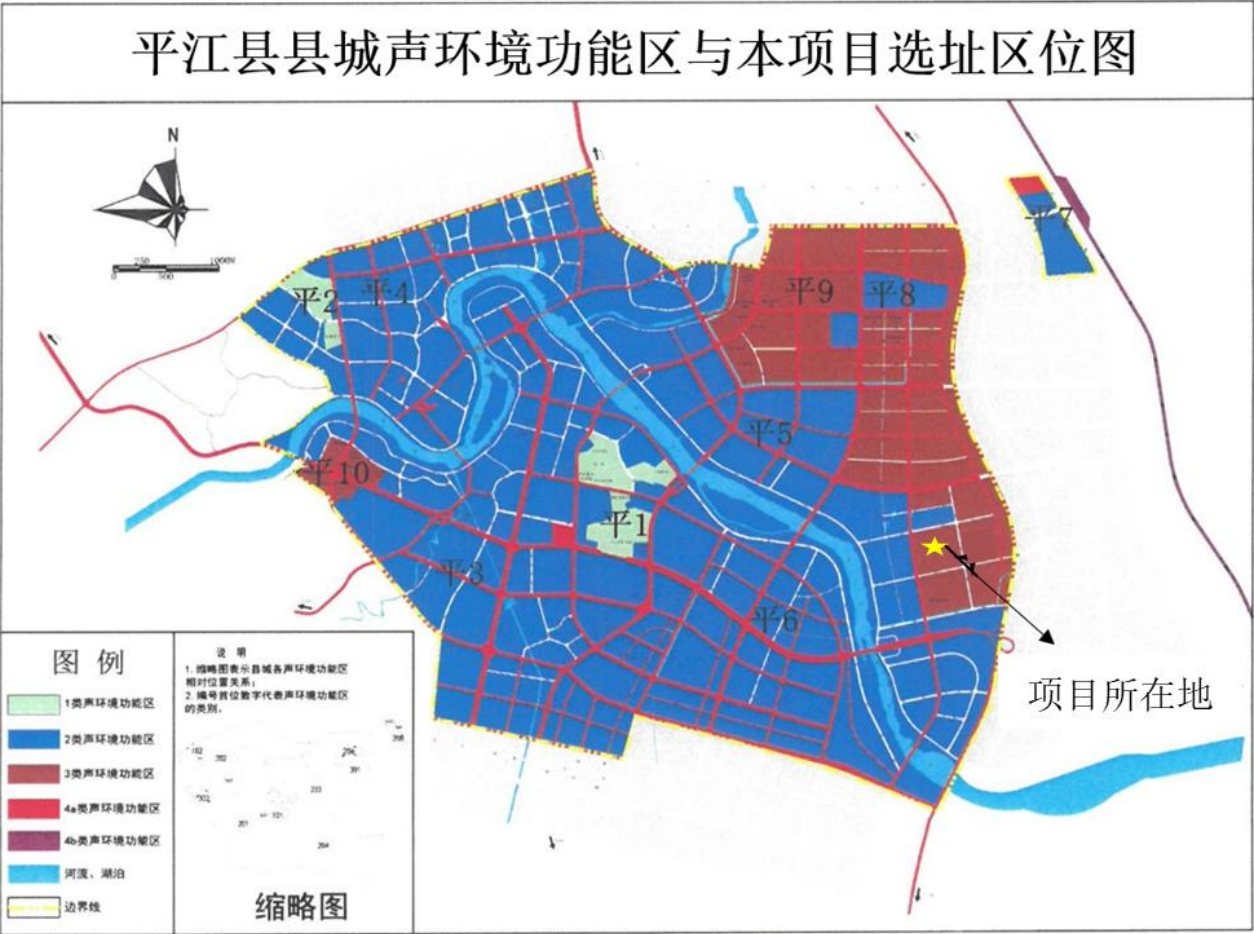 平江县县城声环境功能区与本项目选址区位图
N
250
1000M
0
500
平7
平2
平4
平9
平8
平5
平10
平1
平3
平6
项目所在地
图 例
1类声环境功能区
2类声环境功能区
3类声环境功能区
4a类声环境功能区
4b类声环境功能区
河流、湖泊
边界线
说 明
1. 缩略图表示县城各声环境功能区
相对位置关系;
2. 编号首位数字代表声环境功能区
的类别。
202
204
201
缩略图